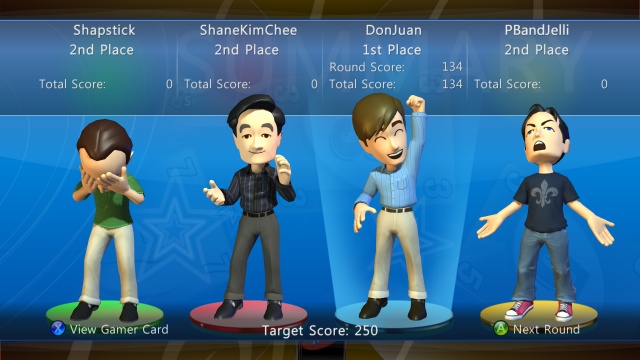 Shapstick
2nd Place
Total Score: 0
ShaneKimChee
2nd Place
Total Score: 0
DonJuan
1st Place
Round Score: 134
Total Score: 134
PBandJelli
2nd Place
Total Score: 0
SUMMARY
X View Gamer Card
Target Score: 250
A Next Round